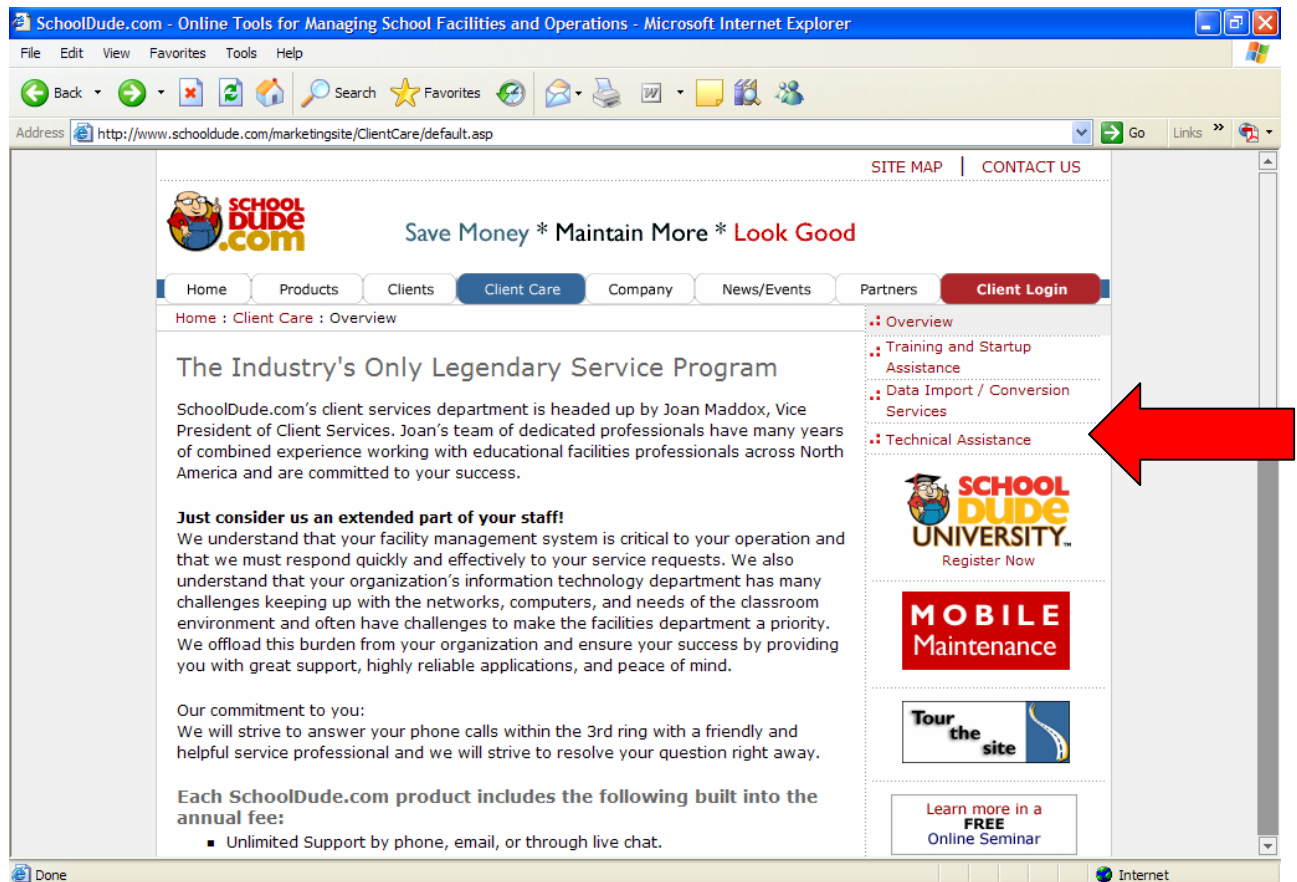 SchoolDude.com - Online Tools for Managing School Facilities and Operations - Microsoft Internet Explorer
File Edit View Favorites Tools Help
Back Search Favorites
Address http://www.schooldude.com/marketingsite/ClientCare/default.asp Go Links »
SITE MAP | CONTACT US
SCHOOL
DUDE
.com
Save Money * Maintain More * Look Good
Home Products Clients Client Care Company News/Events Partners Client Login
Home : Client Care : Overview
The Industry's Only Legendary Service Program
SchoolDude.com's client services department is headed up by Joan Maddox, Vice
President of Client Services. Joan's team of dedicated professionals have many years
of combined experience working with educational facilities professionals across North
America and are committed to your success.
Just consider us an extended part of your staff!
We understand that your facility management system is critical to your operation and
that we must respond quickly and effectively to your service requests. We also
understand that your organization's information technology department has many
challenges keeping up with the networks, computers, and needs of the classroom
environment and often have challenges to make the facilities department a priority.
We offload this burden from your organization and ensure your success by providing
you with great support, highly reliable applications, and peace of mind.
Our commitment to you:
We will strive to answer your phone calls within the 3rd ring with a friendly and
helpful service professional and we will strive to resolve your question right away.
Each SchoolDude.com product includes the following built into the
annual fee:
▪ Unlimited Support by phone, email, or through live chat.
Overview
Training and Startup
Assistance
Data Import / Conversion
Services
Technical Assistance
SCHOOL
DUDE
UNIVERSITY™
Register Now
MOBILE
Maintenance
Tour
the
site
Learn more in a
FREE
Online Seminar
Done Internet